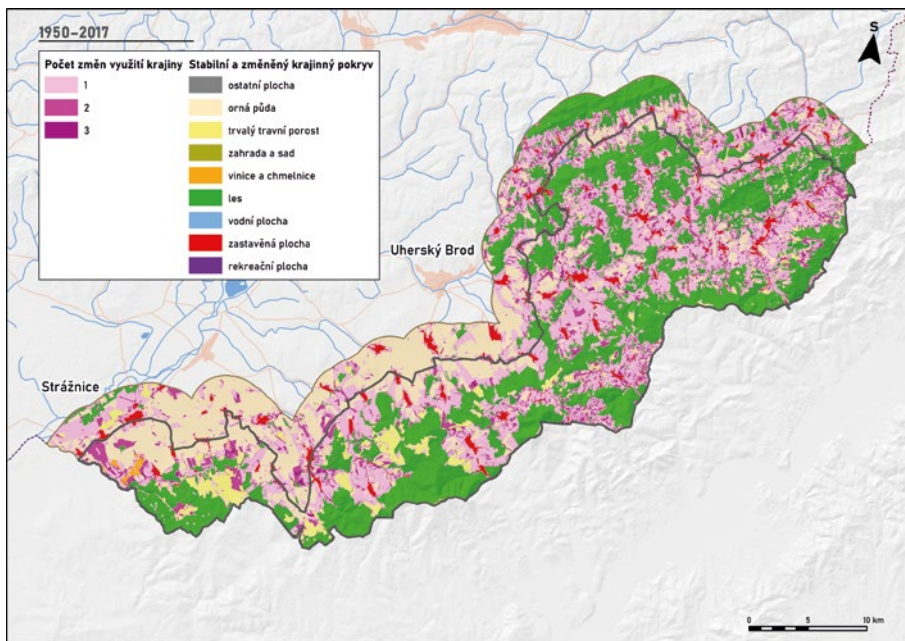 1950–2017
Počet změn využití krajiny
1
2
3
Stabilní a změněný krajinný pokryv
ostatní plocha
orná půda
trvalý travní porost
zahrada a sad
vinice a chmelnice
les
vodní plocha
zastavěná plocha
rekreační plocha
S
Uherský Brod
Strážnice
0 5 10 km